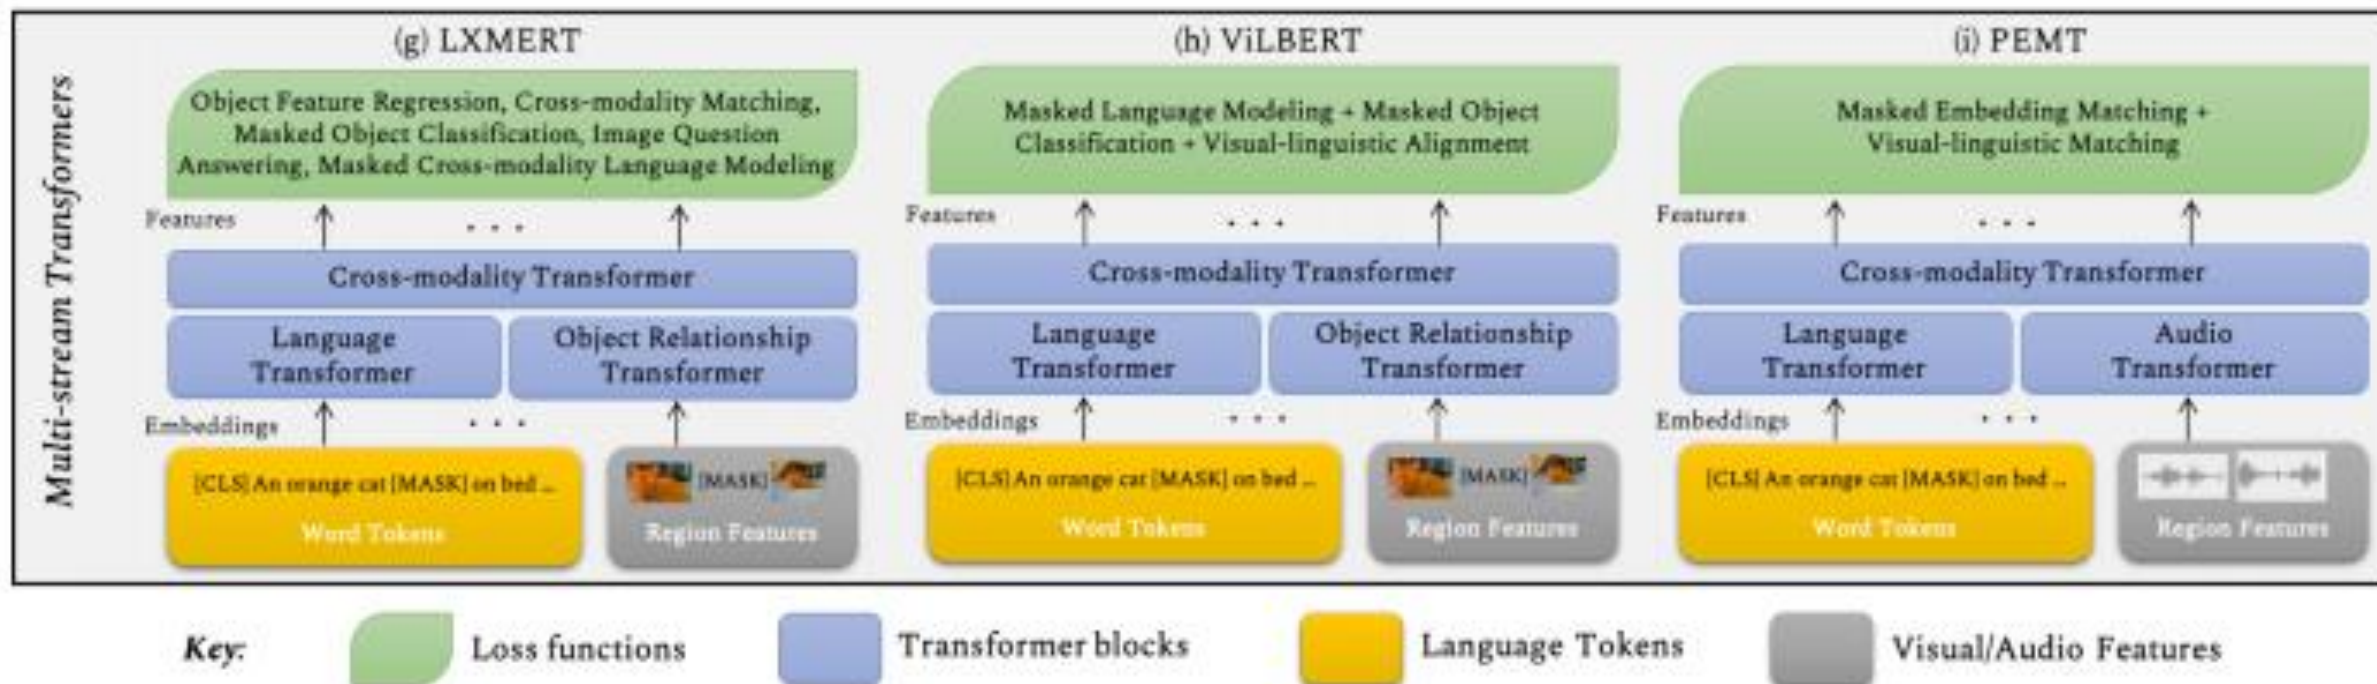 Multi-stream Transformers
(g) LXMERT
Object Feature Regression, Cross-modality Matching,
Masked Object Classification, Image Question
Answering, Masked Cross-modality Language Modeling
Features
. . .
Cross-modality Transformer
Language
Transformer
Object Relationship
Transformer
Embeddings
. . .
[CLS] An orange cat [MASK] on bed ...
Word Tokens
[MASK]
Region Features
(h) ViLBERT
Masked Language Modeling + Masked Object
Classification + Visual-linguistic Alignment
Features
. . .
Cross-modality Transformer
Language
Transformer
Object Relationship
Transformer
Embeddings
. . .
[CLS] An orange cat [MASK] on bed ...
Word Tokens
[MASK]
Region Features
(i) PEMT
Masked Embedding Matching +
Visual-linguistic Matching
Features
. . .
Cross-modality Transformer
Language
Transformer
Audio
Transformer
Embeddings
. . .
[CLS] An orange cat [MASK] on bed ...
Word Tokens
Region Features
Key:
Loss functions
Transformer blocks
Language Tokens
Visual/Audio Features